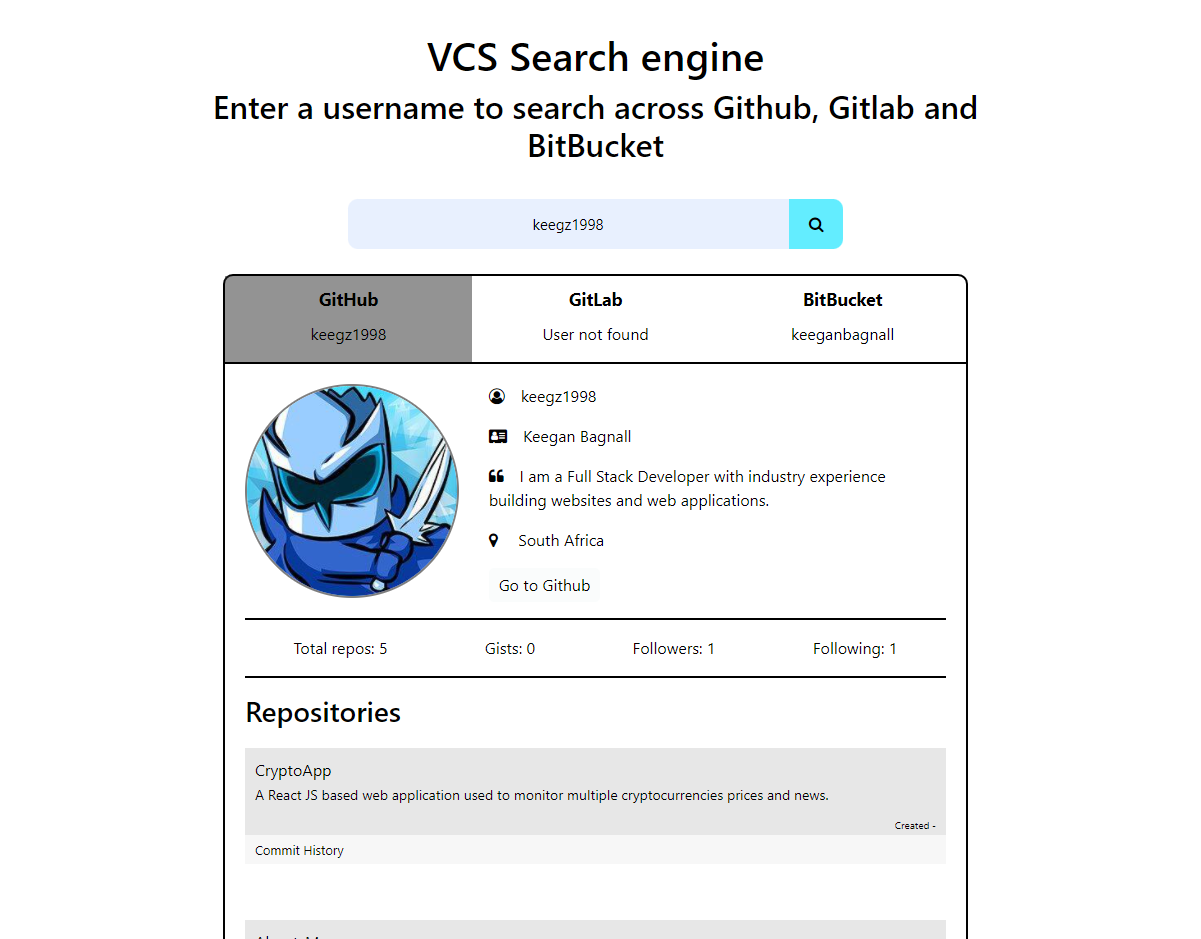 VCS Search engine
Enter a username to search across Github, Gitlab and
BitBucket
keegz1998
GitHub
keegz1998
GitLab
User not found
BitBucket
keeganbagnall
keegz1998
Keegan Bagnall
I am a Full Stack Developer with industry experience
building websites and web applications.
South Africa
Go to Github
Total repos: 5
Gists: 0
Followers: 1
Following: 1
Repositories
CryptoApp
A React JS based web application used to monitor multiple cryptocurrencies prices and news.
Created -
Commit History